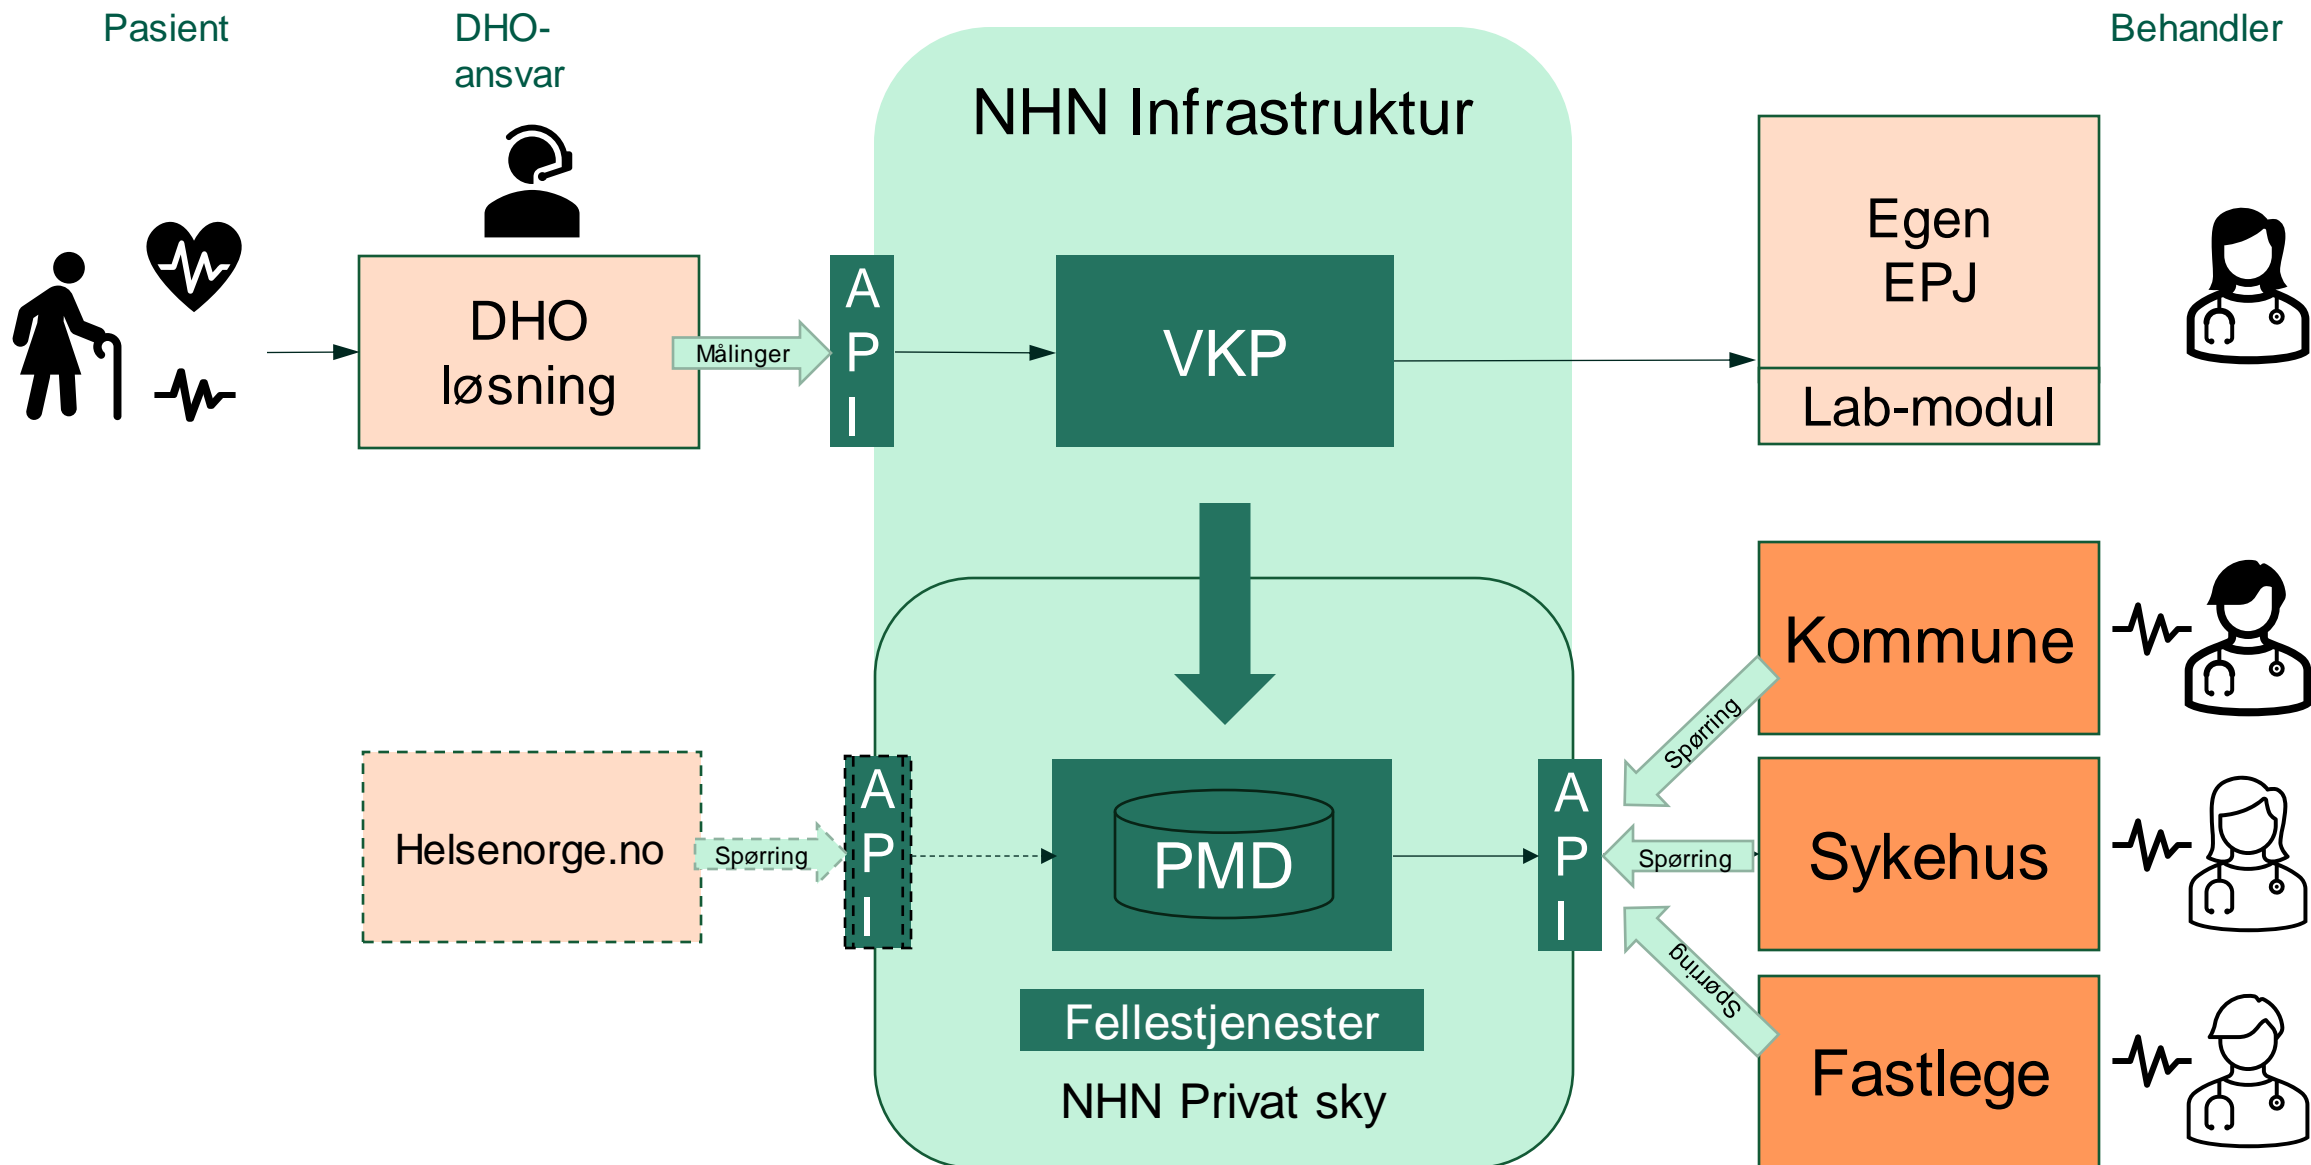 Pasient
DHO-
ansvar
Behandler
NHN Infrastruktur
DHO
løsning
Målinger
A
P
I
VKP
Egen
EPJ
Lab-modul
Kommune
Spørring
Helsenorge.no
Spørring
A
P
I
PMD
A
P
I
Spørring
Sykehus
Spørring
Fastlege
Fellestjenester
NHN Privat sky